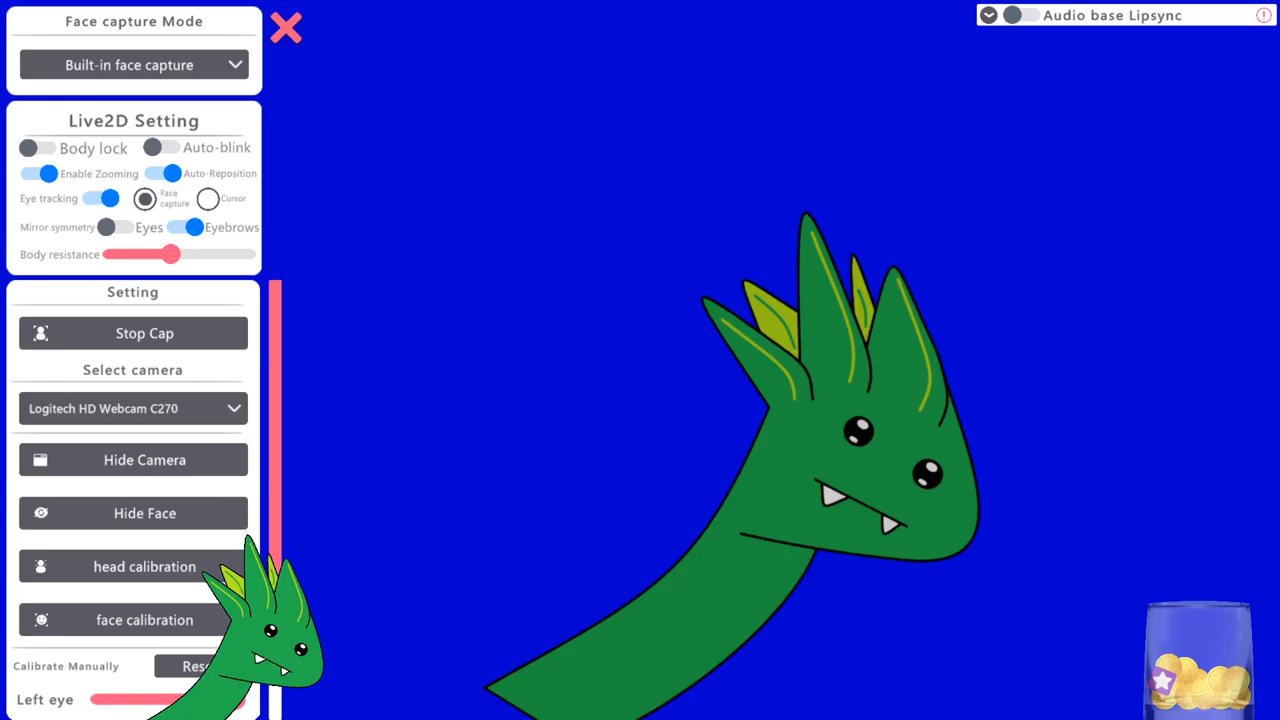 Face capture Mode
Built-in face capture
Live2D Setting
Body lock
Auto-blink
Enable Zooming
Auto-Reposition
Eye tracking
Face capture
Cursor
Mirror symmetry
Eyes
Eyebrows
Body resistance
Setting
Stop Cap
Select camera
Logitech HD Webcam C270
Hide Camera
Hide Face
head calibration
face calibration
Calibrate Manually
Left eye
Audio base Lipsync